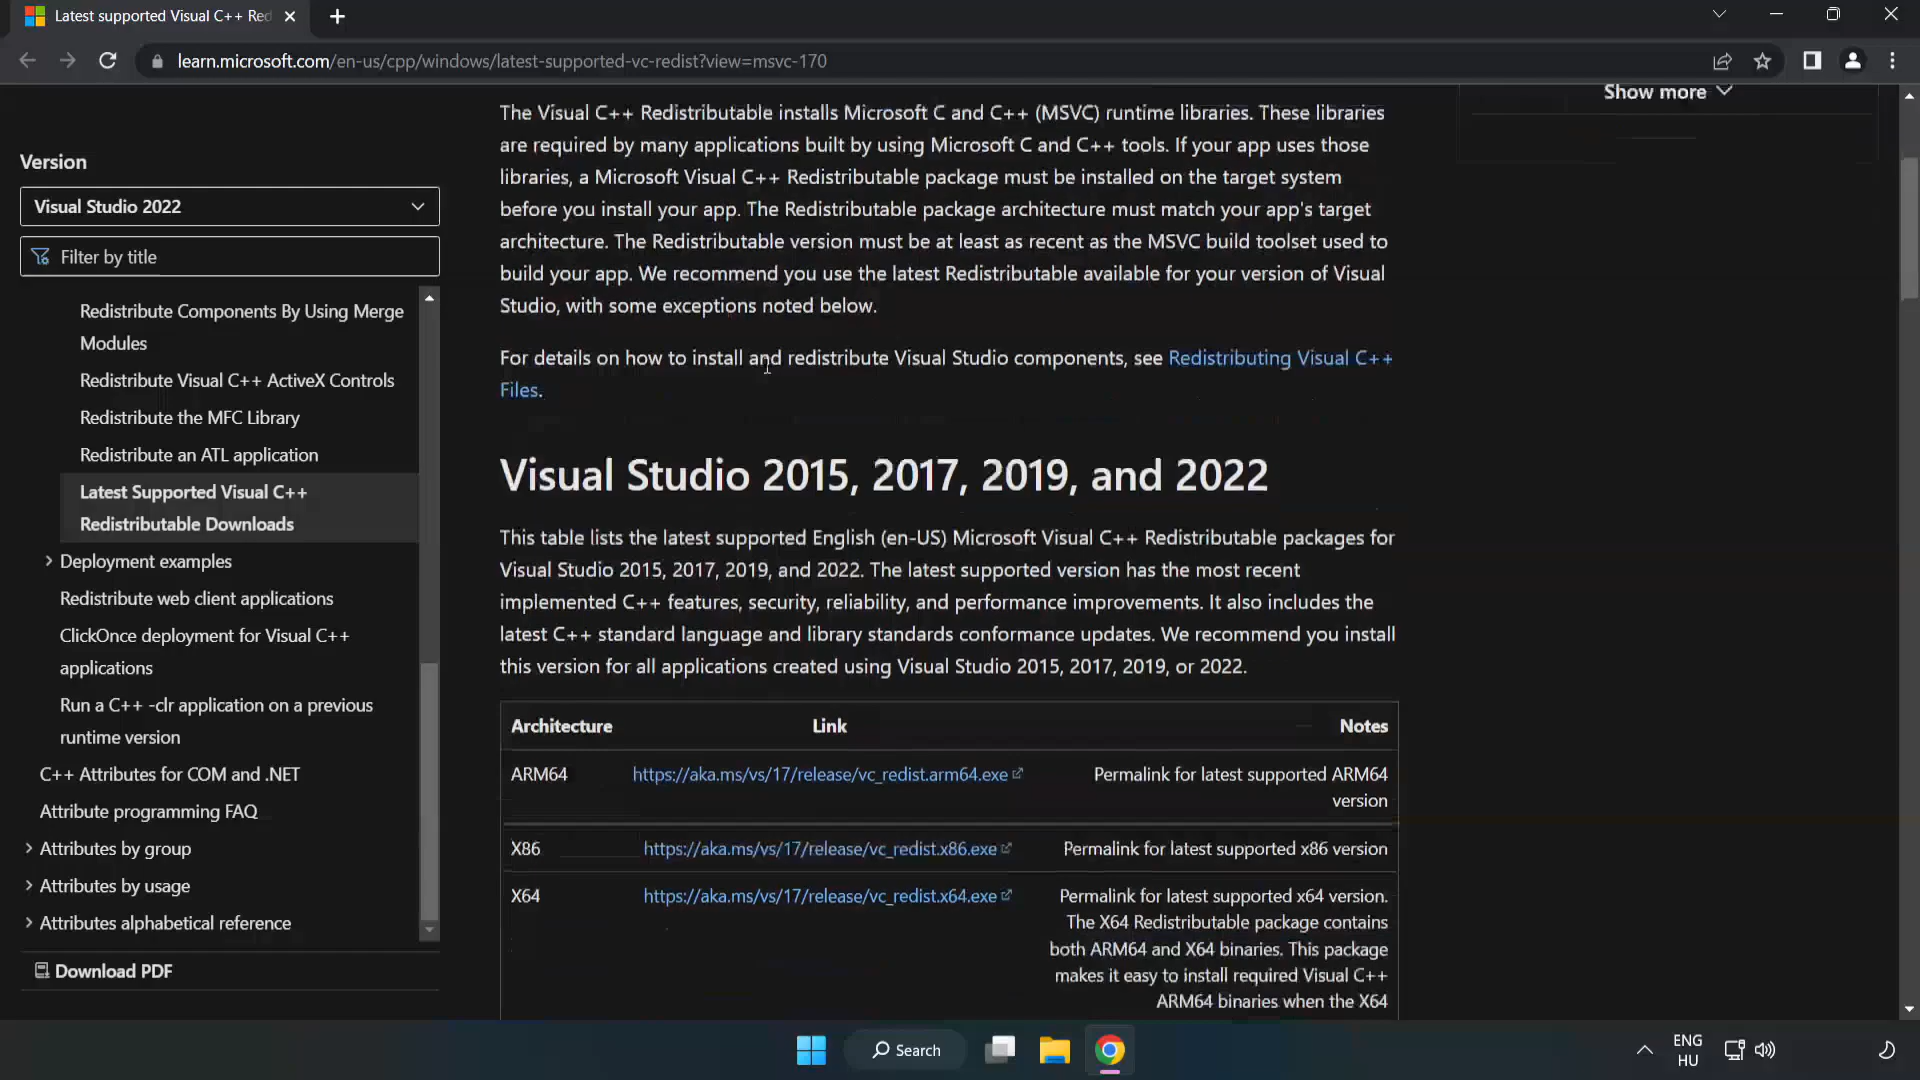 Latest supported Visual C++ Red
learn.microsoft.com/en-us/cpp/windows/latest-supported-vc-redist?view=msvc-170
Version
Visual Studio 2022
Filter by title
Redistribute Components By Using Merge
Modules
Redistribute Visual C++ ActiveX Controls
Redistribute the MFC Library
Redistribute an ATL application
Latest Supported Visual C++
Redistributable Downloads
Deployment examples
Redistribute web client applications
ClickOnce deployment for Visual C++
applications
Run a C++ -clr application on a previous
runtime version
C++ Attributes for COM and .NET
Attribute programming FAQ
Attributes by group
Attributes by usage
Attributes alphabetical reference
Download PDF
The Visual C++ Redistributable installs Microsoft C and C++ (MSVC) runtime libraries. These libraries
are required by many applications built by using Microsoft C and C++ tools. If your app uses those
libraries, a Microsoft Visual C++ Redistributable package must be installed on the target system
before you install your app. The Redistributable package architecture must match your app's target
architecture. The Redistributable version must be at least as recent as the MSVC build toolset used to
build your app. We recommend you use the latest Redistributable available for your version of Visual
Studio, with some exceptions noted below.
For details on how to install and redistribute Visual Studio components, see Redistributing Visual C++
Files.
Visual Studio 2015, 2017, 2019, and 2022
This table lists the latest supported English (en-US) Microsoft Visual C++ Redistributable packages for
Visual Studio 2015, 2017, 2019, and 2022. The latest supported version has the most recent
implemented C++ features, security, reliability, and performance improvements. It also includes the
latest C++ standard language and library standards conformance updates. We recommend you install
this version for all applications created using Visual Studio 2015, 2017, 2019, or 2022.
Architecture Link Notes
ARM64 https://aka.ms/vs/17/release/vc_redist.arm64.exe Permalink for latest supported ARM64
version
X86 https://aka.ms/vs/17/release/vc_redist.x86.exe Permalink for latest supported x86 version
X64 https://aka.ms/vs/17/release/vc_redist.x64.exe Permalink for latest supported x64 version.
The X64 Redistributable package contains
both ARM64 and X64 binaries. This package
makes it easy to install required Visual C++
ARM64 binaries when the X64
Show more
Search
ENG
HU